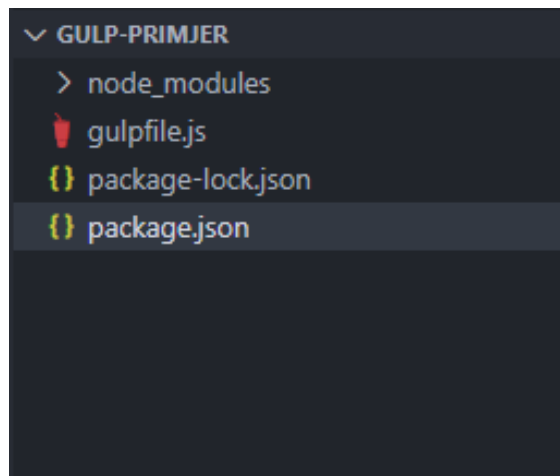 GULP-PRIMJER
node_modules
gulpfile.js
{} package-lock.json
{} package.json